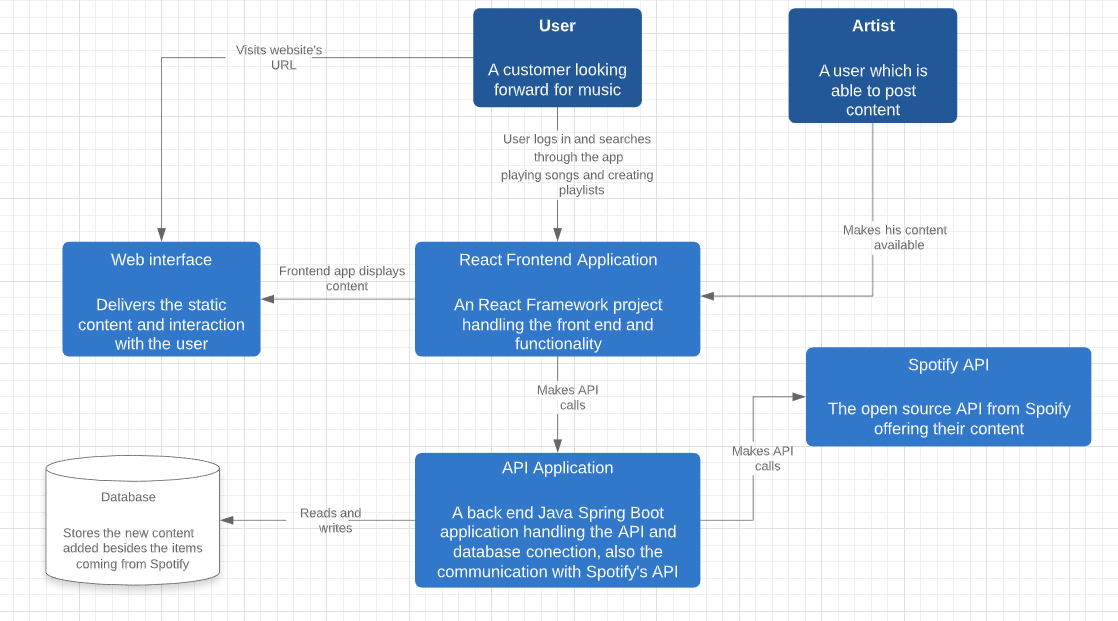 User
A customer looking
forward for music
Artist
A user which is
able to post
content
Visits website's
URL
User logs in and searches
through the app
playing songs and creating
playlists
Makes his content
available
Web interface
Delivers the static
content and interaction
with the user
Frontend app displays
content
React Frontend Application
An React Framework project
handling the front end and
functionality
Makes API
calls
Spotify API
The open source API from Spoify
offering their content
Makes API
calls
API Application
A back end Java Spring Boot
application handling the API and
database conection, also the
communication with Spotify's API
Reads and
writes
Database
Stores the new content
added besides the items
coming from Spotify